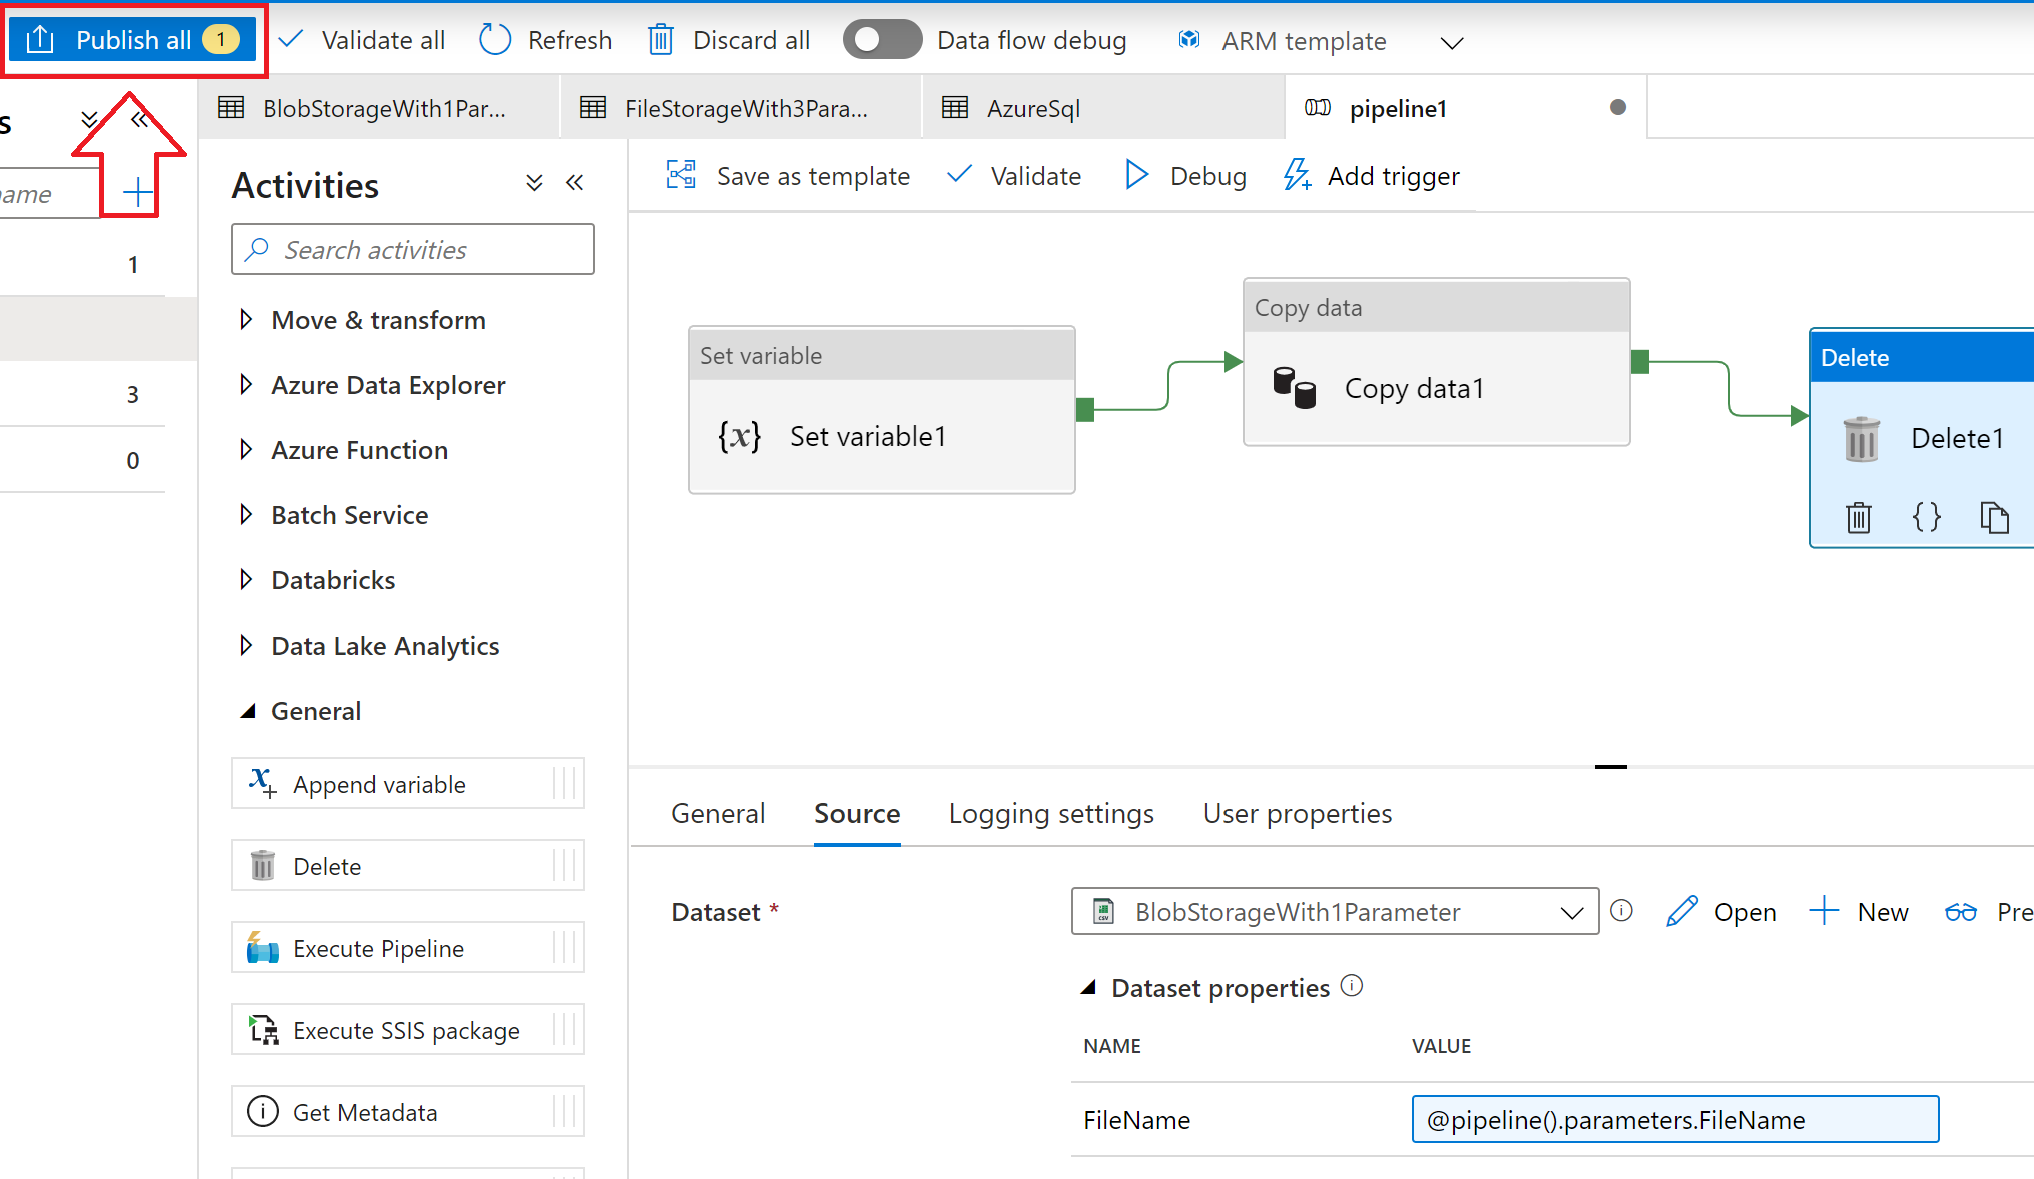 Publish all 1 Validate all Refresh Discard all Data flow debug ARM template
BlobStorageWith1Par... FileStorageWith3Para... AzureSql pipeline1
s
ame
1
3
0
Activities
Search activities
Move & transform
Azure Data Explorer
Azure Function
Batch Service
Databricks
Data Lake Analytics
General
Append variable
Delete
Execute Pipeline
Execute SSIS package
Get Metadata
Save as template Validate Debug Add trigger
Set variable
{x} Set variable1
Copy data
Copy data1
Delete
Delete1
General Source Logging settings User properties
Dataset * BlobStorageWith1Parameter Open New Pre
Dataset properties
NAME VALUE
FileName @pipeline().parameters.FileName